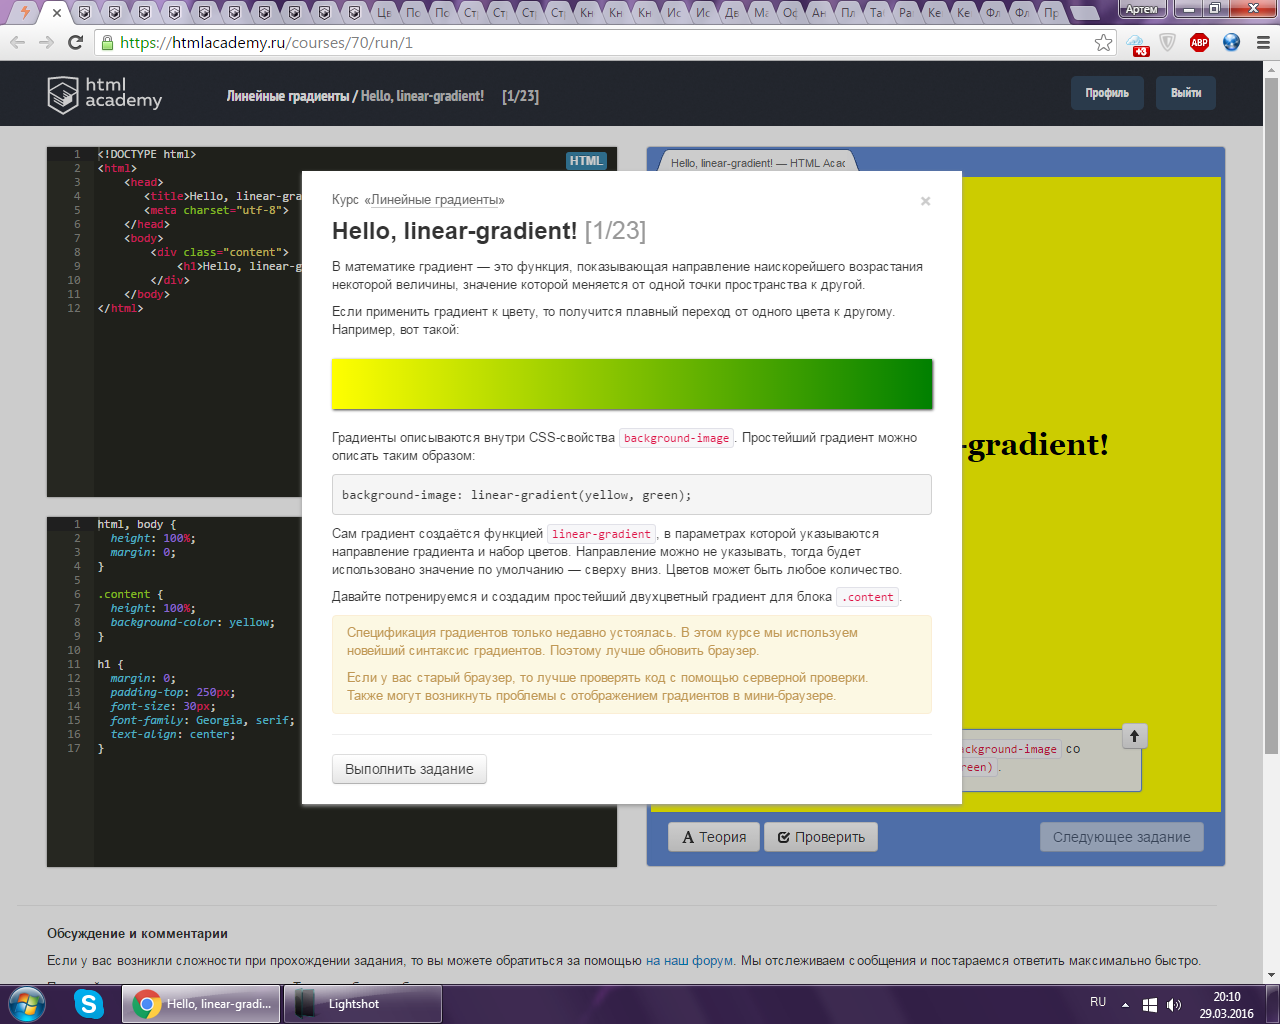 Цв
По
По
Ст
Ст
Ст
Ст
Кн
Кн
Кн
Ис
Ис
Дв
Ма
Оф
Ан
Пл
Та
Ра
Ке
Ке
Фл
Фл
Пр
Артем
https://htmlacademy.ru/courses/70/run/1
+3
ABP
html
academy
Линейные градиенты / Hello, linear-gradient! [1/23]
Профиль
Выйти
HTML
1 <!DOCTYPE html>
2 <html>
3 <head>
4 <title>Hello, linear-gra
5 <meta charset="utf-8">
6 </head>
7 <body>
8 <div class="content">
9 <h1>Hello, linear-g
10 </div>
11 </body>
12 </html>
1 html, body {
2 height: 100%;
3 margin: 0;
4 }
5
6 .content {
7 height: 100%;
8 background-color: yellow;
9 }
10
11 h1 {
12 margin: 0;
13 padding-top: 250px;
14 font-size: 30px;
15 font-family: Georgia, serif;
16 text-align: center;
17 }
Hello, linear-gradient! — HTML Acac
Курс «Линейные градиенты»
×
Hello, linear-gradient! [1/23]
В математике градиент — это функция, показывающая направление наискорейшего возрастания
некоторой величины, значение которой меняется от одной точки пространства к другой.
Если применить градиент к цвету, то получится плавный переход от одного цвета к другому.
Например, вот такой:
Градиенты описываются внутри CSS-свойства background-image. Простейший градиент можно
описать таким образом:
background-image: linear-gradient(yellow, green);
Сам градиент создаётся функцией linear-gradient, в параметрах которой указываются
направление градиента и набор цветов. Направление можно не указывать, тогда будет
использовано значение по умолчанию — сверху вниз. Цветов может быть любое количество.
Давайте потренируемся и создадим простейший двухцветный градиент для блока .content.
Спецификация градиентов только недавно устоялась. В этом курсе мы используем
новейший синтаксис градиентов. Поэтому лучше обновить браузер.
Если у вас старый браузер, то лучше проверять код с помощью серверной проверки.
Также могут возникнуть проблемы с отображением градиентов в мини-браузере.
Выполнить задание
-gradient!
ackground-image со
reen).
Теория
Проверить
Следующее задание
Обсуждение и комментарии
Если у вас возникли сложности при прохождении задания, то вы можете обратиться за помощью на наш форум. Мы отслеживаем сообщения и постараемся ответить максимально быстро.
Hello, linear-gradi...
Lightshot
RU
20:10
29.03.2016